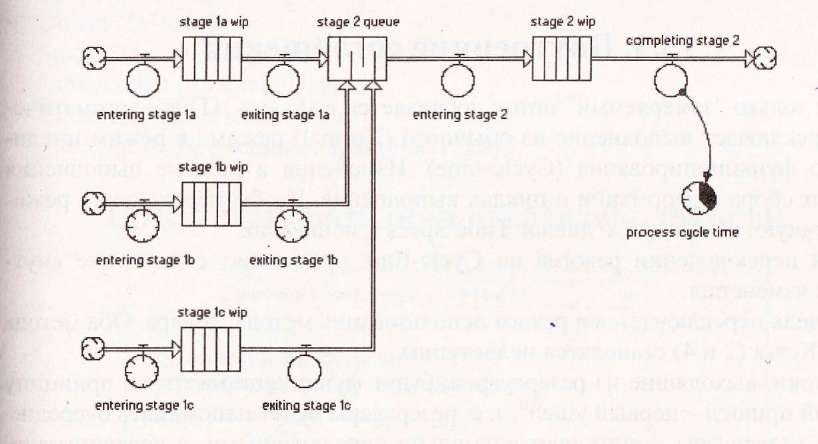 stage 1a wip
stage 2 queue
stage 2 wip
completing stage 2
entering stage 1a
exiting stage 1a
entering stage 2
stage 1b wip
process cycle time
entering stage 1b
exiting stage 1b
stage 1c wip
entering stage 1c
exiting stage 1c